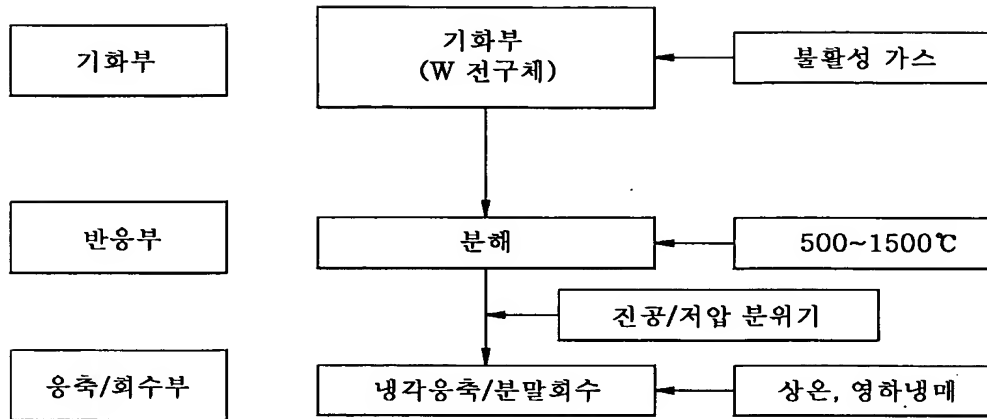 기화부
기화부
(W 전구체)
불활성 가스
반응부
분해
500~1500℃
진공/저압 분위기
응축/회수부
냉각응축/분말회수
상온, 영하냉매